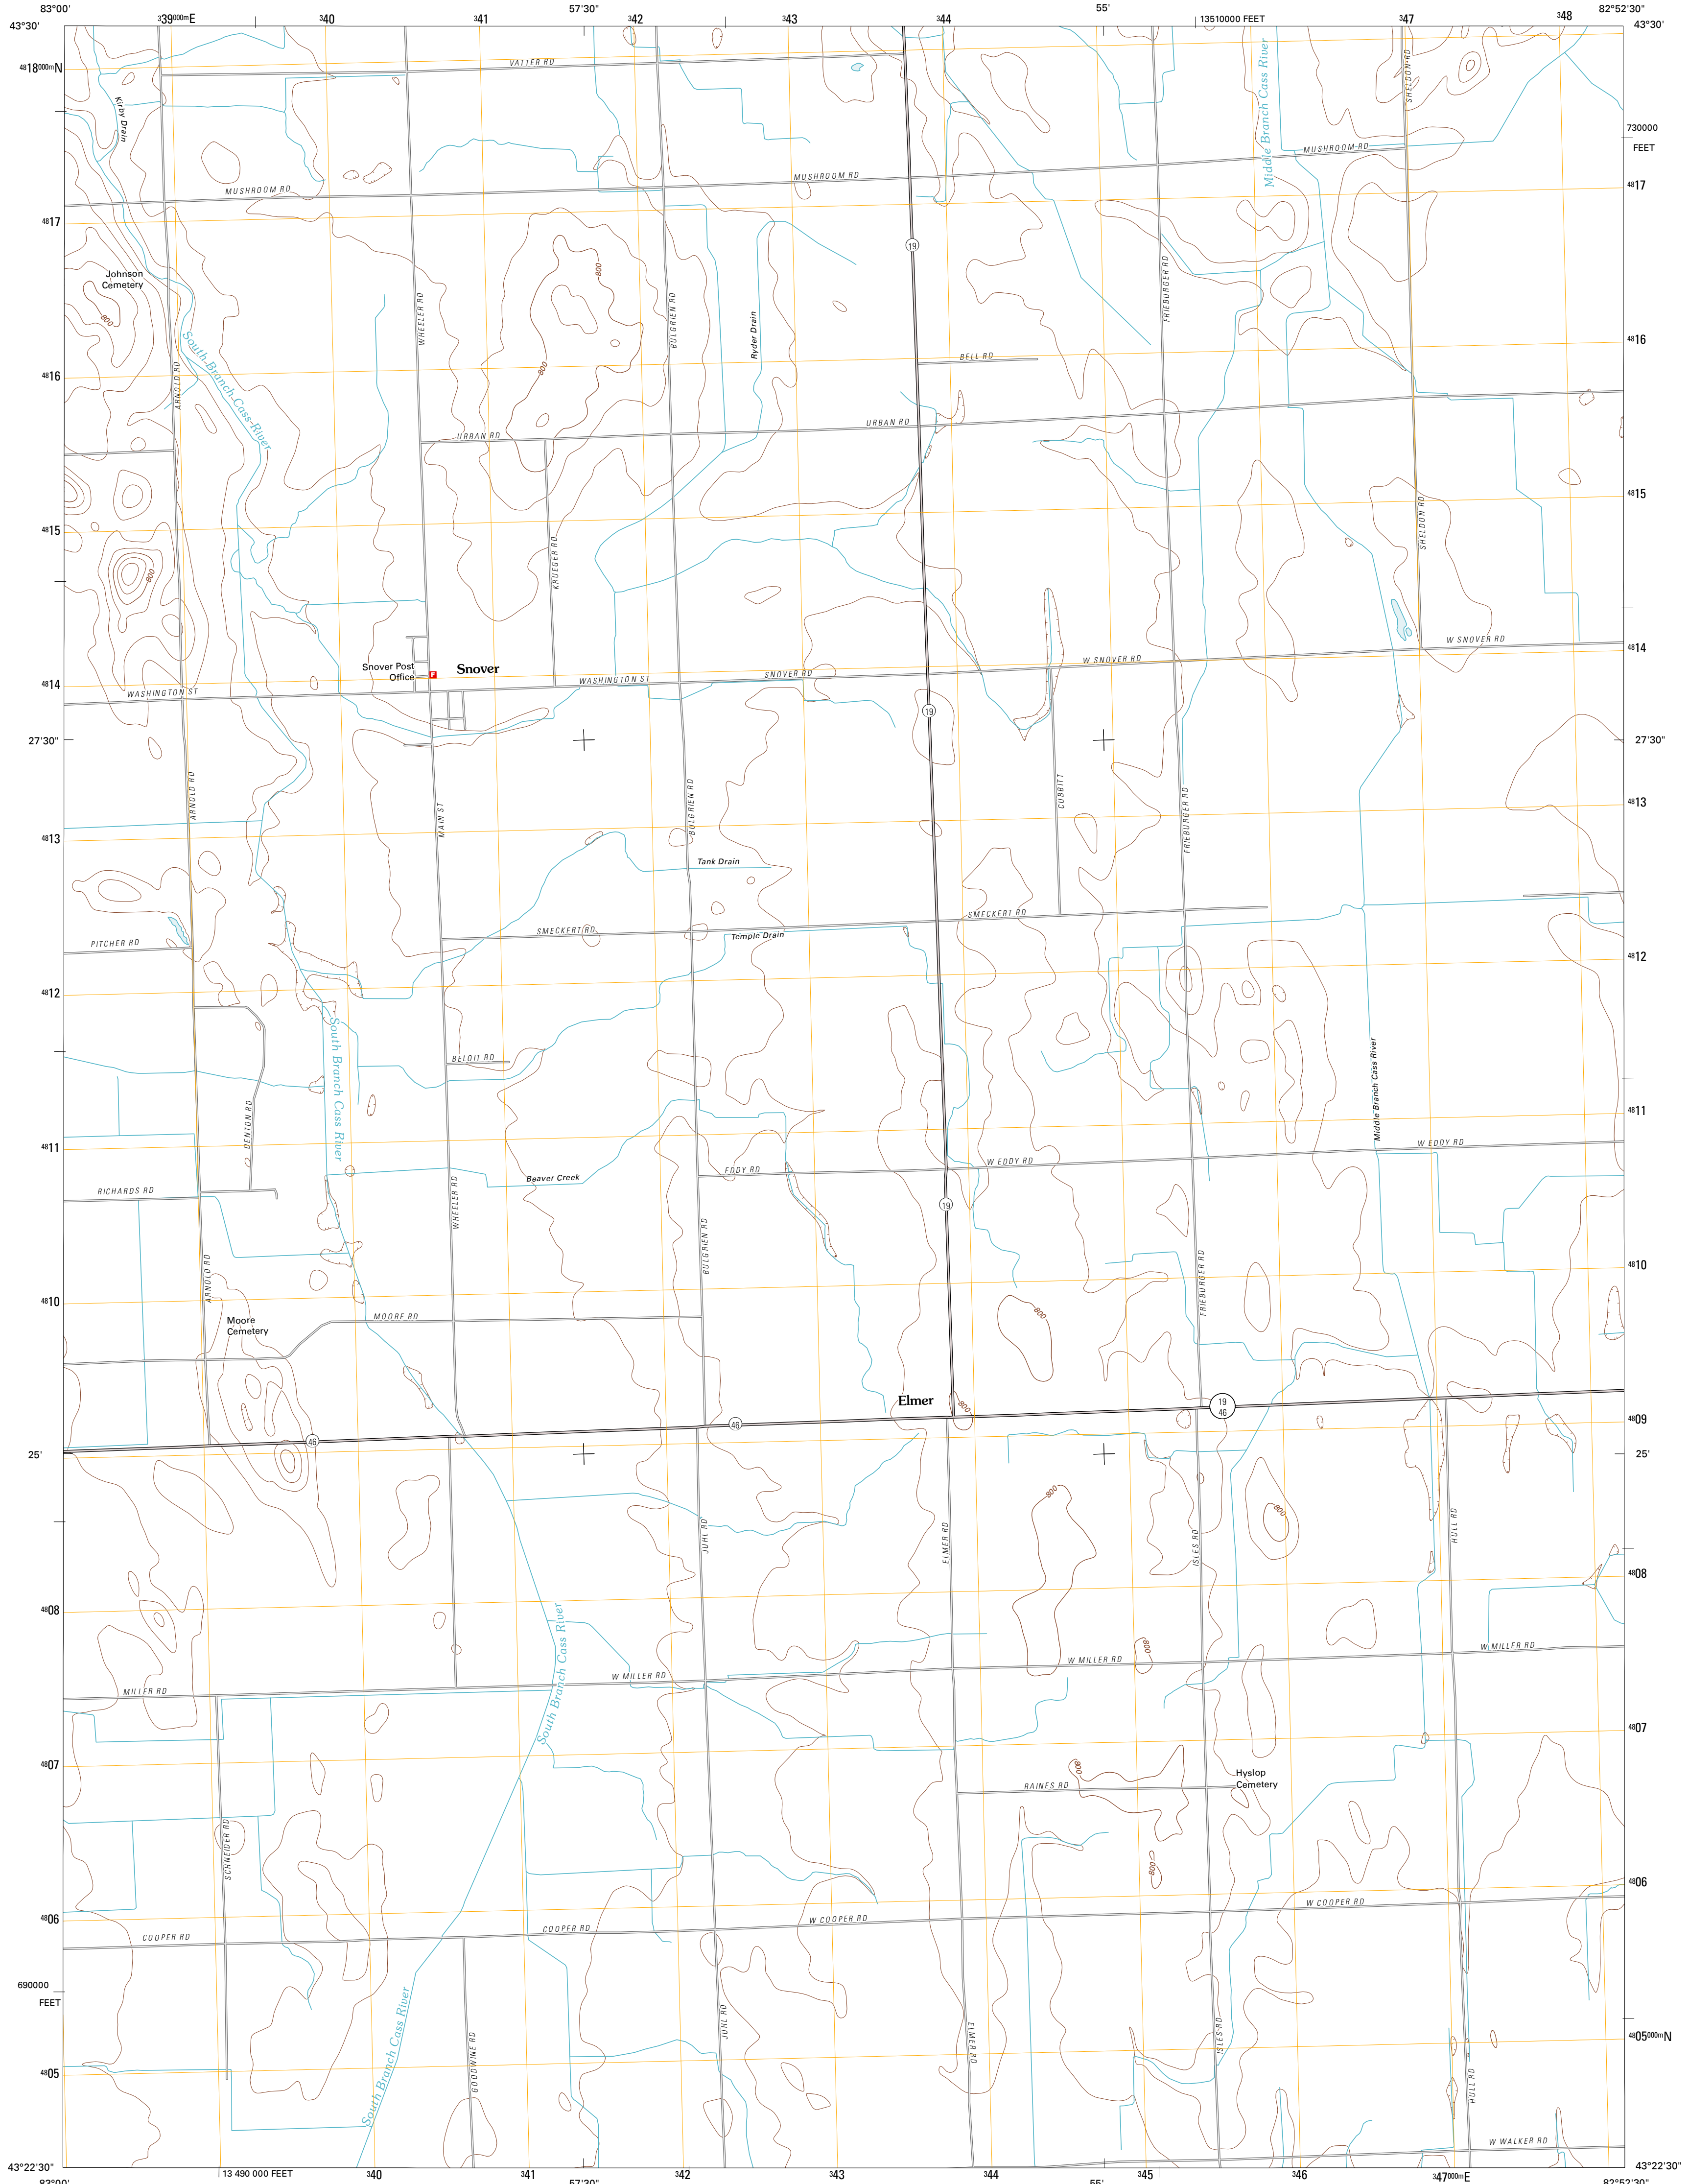 83°00'
³39⁰⁰⁰ᵐE
³40
³41
57'30"
³42
³43
³44
55'
13510000 FEET
³47
³48
82°52'30"
43°30'
43°30'
⁴⁸18⁰⁰⁰ᵐN
VATTER RD
Kirby Drain
Middle Branch Cass River
SHELDON RD
730000
FEET
MUSHROOM RD
MUSHROOM RD
MUSHROOM RD
⁴⁸17
⁴⁸17
19
Johnson
Cemetery
800
800
800
WHEELER RD
BULGRIEN RD
Ryder Drain
FRIEBURGER RD
South Branch Cass River
ARNOLD RD
BELL RD
⁴⁸16
⁴⁸16
URBAN RD
URBAN RD
⁴⁸15
⁴⁸15
SHELDON RD
KRUEGER RD
800
Snover Post
Office
P
Snover
WASHINGTON ST
WASHINGTON ST
SNOVER RD
W SNOVER RD
W SNOVER RD
⁴⁸14
⁴⁸14
19
27'30"
27'30"
ARNOLD RD
MAIN ST
BULGRIEN RD
CUBBITT
FRIEBURGER RD
⁴⁸13
⁴⁸13
Tank Drain
SMECKERT RD
SMECKERT RD
Temple Drain
PITCHER RD
⁴⁸12
⁴⁸12
South Branch Cass River
BELOIT RD
Middle Branch Cass River
DENTON RD
⁴⁸11
⁴⁸11
EDDY RD
W EDDY RD
W EDDY RD
RICHARDS RD
Beaver Creek
WHEELER RD
19
BULGRIEN RD
ARNOLD RD
FRIEBURGER RD
⁴⁸10
⁴⁸10
Moore
Cemetery
MOORE RD
800
Elmer
800
19
46
46
46
⁴⁸09
25'
25'
800
800
JUHL RD
ELMER RD
ISLES RD
HULL RD
⁴⁸08
⁴⁸08
South Branch Cass River
MILLER RD
W MILLER RD
W MILLER RD
W MILLER RD
800
⁴⁸07
⁴⁸07
800
RAINES RD
Hyslop
Cemetery
SCHNEIDER RD
800
⁴⁸06
⁴⁸06
COOPER RD
COOPER RD
W COOPER RD
W COOPER RD
690000
FEET
South Branch Cass River
GOODWINE RD
JUHL RD
ELMER RD
ISLES RD
HULL RD
⁴⁸05⁰⁰⁰ᵐN
⁴⁸05
W WALKER RD
43°22'30"
43°22'30"
13 490 000 FEET
³40
³41
³42
³43
³44
³45
³46
³47⁰⁰⁰ᵐE
83°00'
57'30"
55'
82°52'30"